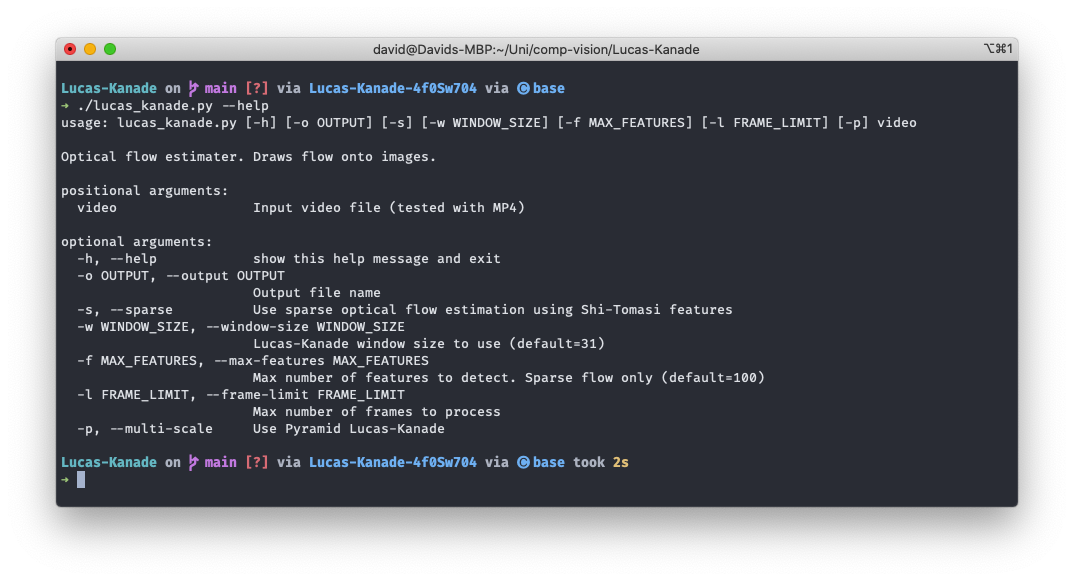 david@Davids-MBP:~/Uni/comp-vision/Lucas-Kanade ⌥⌘1
Lucas-Kanade on main [?] via Lucas-Kanade-4f0Sw704 via C base
➜ ./lucas_kanade.py --help
usage: lucas_kanade.py [-h] [-o OUTPUT] [-s] [-w WINDOW_SIZE] [-f MAX_FEATURES] [-l FRAME_LIMIT] [-p] video
Optical flow estimater. Draws flow onto images.
positional arguments:
video Input video file (tested with MP4)
optional arguments:
-h, --help show this help message and exit
-o OUTPUT, --output OUTPUT
Output file name
-s, --sparse Use sparse optical flow estimation using Shi-Tomasi features
-w WINDOW_SIZE, --window-size WINDOW_SIZE
Lucas-Kanade window size to use (default=31)
-f MAX_FEATURES, --max-features MAX_FEATURES
Max number of features to detect. Sparse flow only (default=100)
-l FRAME_LIMIT, --frame-limit FRAME_LIMIT
Max number of frames to process
-p, --multi-scale Use Pyramid Lucas-Kanade
Lucas-Kanade on main [?] via Lucas-Kanade-4f0Sw704 via C base took 2s
➜